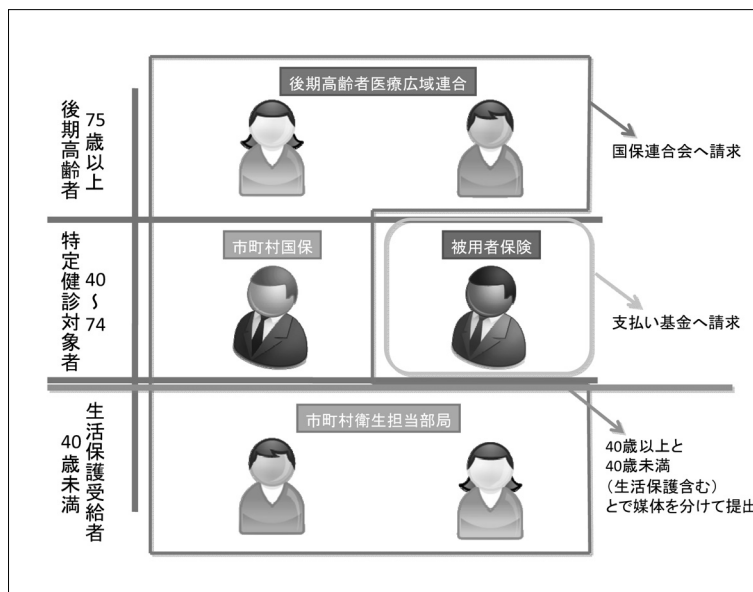 後期高齢者医療広域連合
75歳以上
後期高齢者
国保連合会へ請求
市町村国保
被用者保険
40～74
特定健診対象者
支払い基金へ請求
市町村衛生担当部局
生活保護受給者
40歳未満
40歳以上と
40歳未満
（生活保護含む）
とで媒体を分けて提出